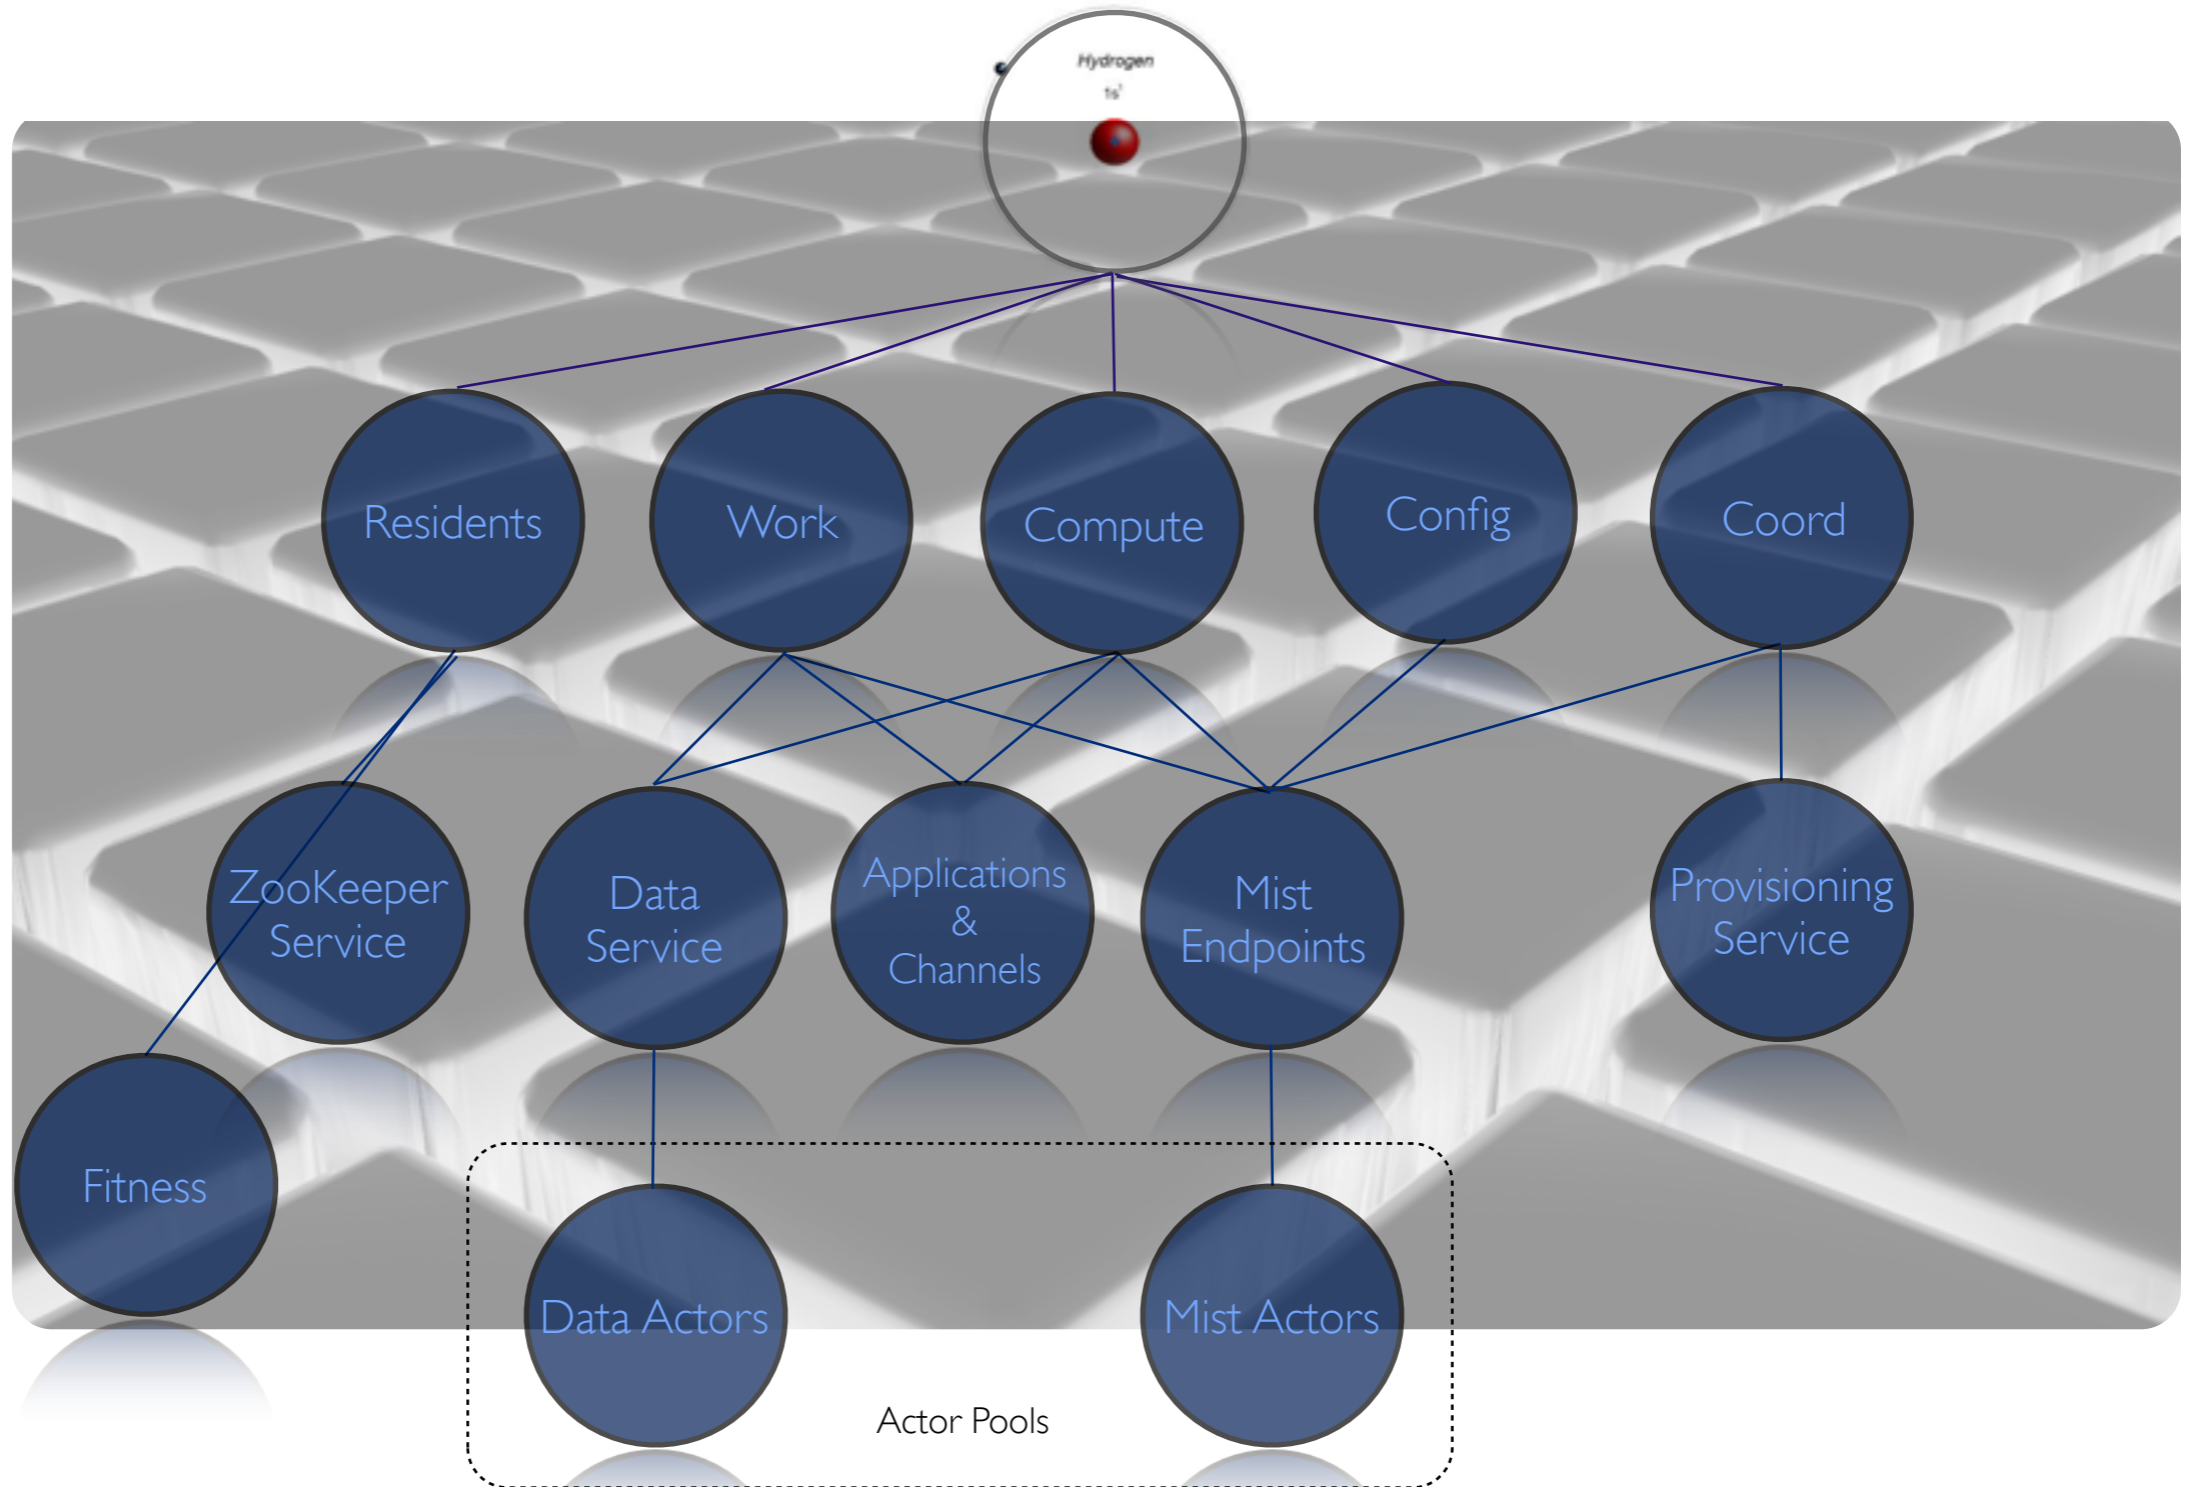 Hydrogen
1s¹
Residents
Work
Compute
Config
Coord
ZooKeeper
Service
Data
Service
Applications
&
Channels
Mist
Endpoints
Provisioning
Service
Fitness
Data Actors
Mist Actors
Actor Pools